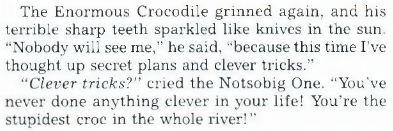 The Enormous Crocodile grinned again, and his
terrible sharp teeth sparkled like knives in the sun.
"Nobody will see me," he said, "because this time I've
thought up secret plans and clever tricks."
"Clever tricks?" cried the Notsobig One. "You've
never done anything clever in your life! You're the
stupidest croc in the whole river!"